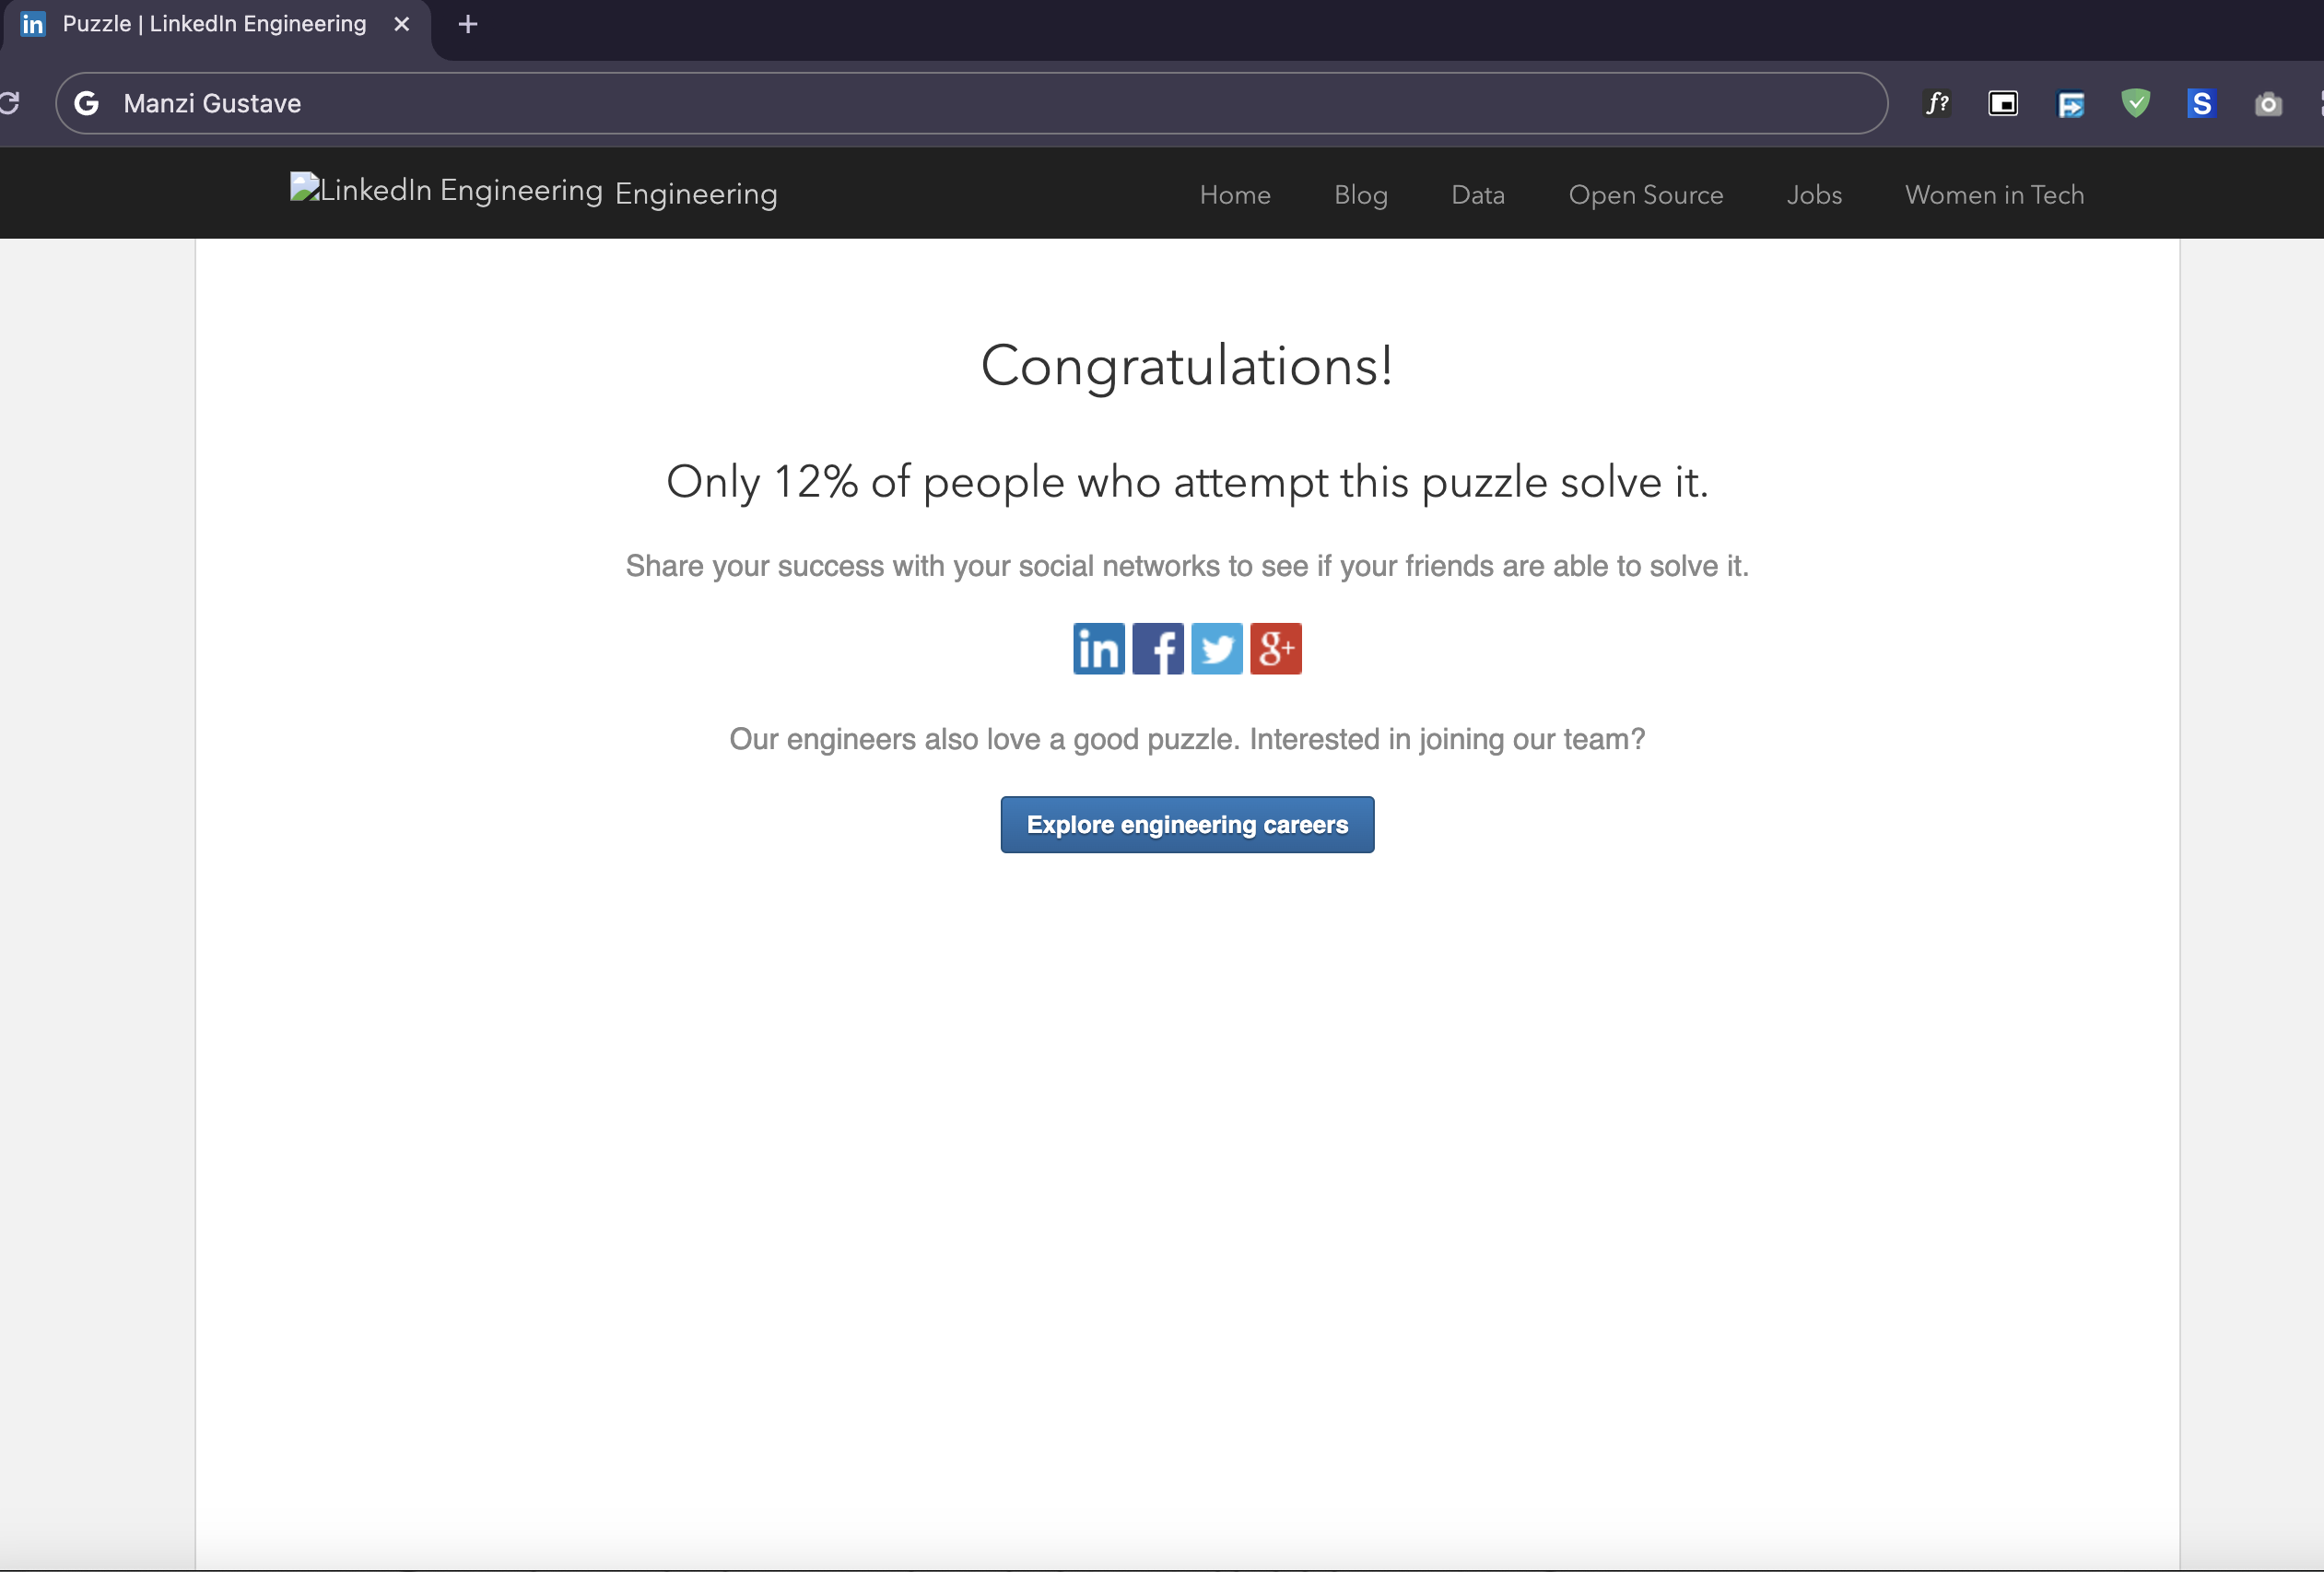 in Puzzle | LinkedIn Engineering
G Manzi Gustave
f? S
LinkedIn Engineering Engineering Home Blog Data Open Source Jobs Women in Tech
Congratulations!
Only 12% of people who attempt this puzzle solve it.
Share your success with your social networks to see if your friends are able to solve it.
in f g+
Our engineers also love a good puzzle. Interested in joining our team?
Explore engineering careers